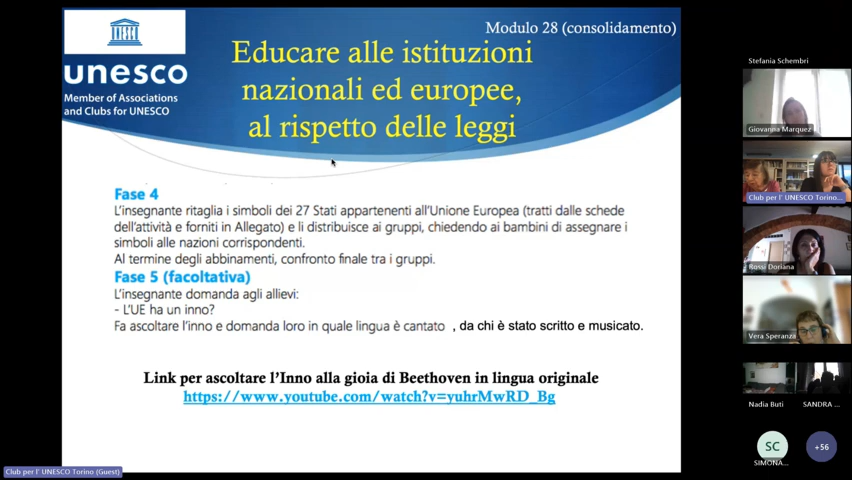 Modulo 28 (consolidamento)
Educare alle istituzioni
nazionali ed europee,
al rispetto delle leggi
unesco
Member of Associations
and Clubs for UNESCO
Fase 4
L'insegnante ritaglia i simboli dei 27 Stati appartenenti all'Unione Europea (tratti dalle schede
dell'attività e forniti in Allegato) e li distribuisce ai gruppi, chiedendo ai bambini di assegnare i
simboli alle nazioni corrispondenti.
Al termine degli abbinamenti, confronto finale tra i gruppi.
Fase 5 (facoltativa)
L'insegnante domanda agli allievi:
- L'UE ha un inno?
Fa ascoltare l'inno e domanda loro in quale lingua è cantato , da chi è stato scritto e musicato.
Link per ascoltare l'Inno alla gioia di Beethoven in lingua originale
https://www.youtube.com/watch?v=yuhrMwRD_Bg
Club per l' UNESCO Torino (Guest)
Stefania Schembri
Giovanna Marquez
Club per l' UNESCO Torino...
Rossi Doriana
Vera Speranza
Nadia Buti
SANDRA ...
SC
SIMONA...
+56